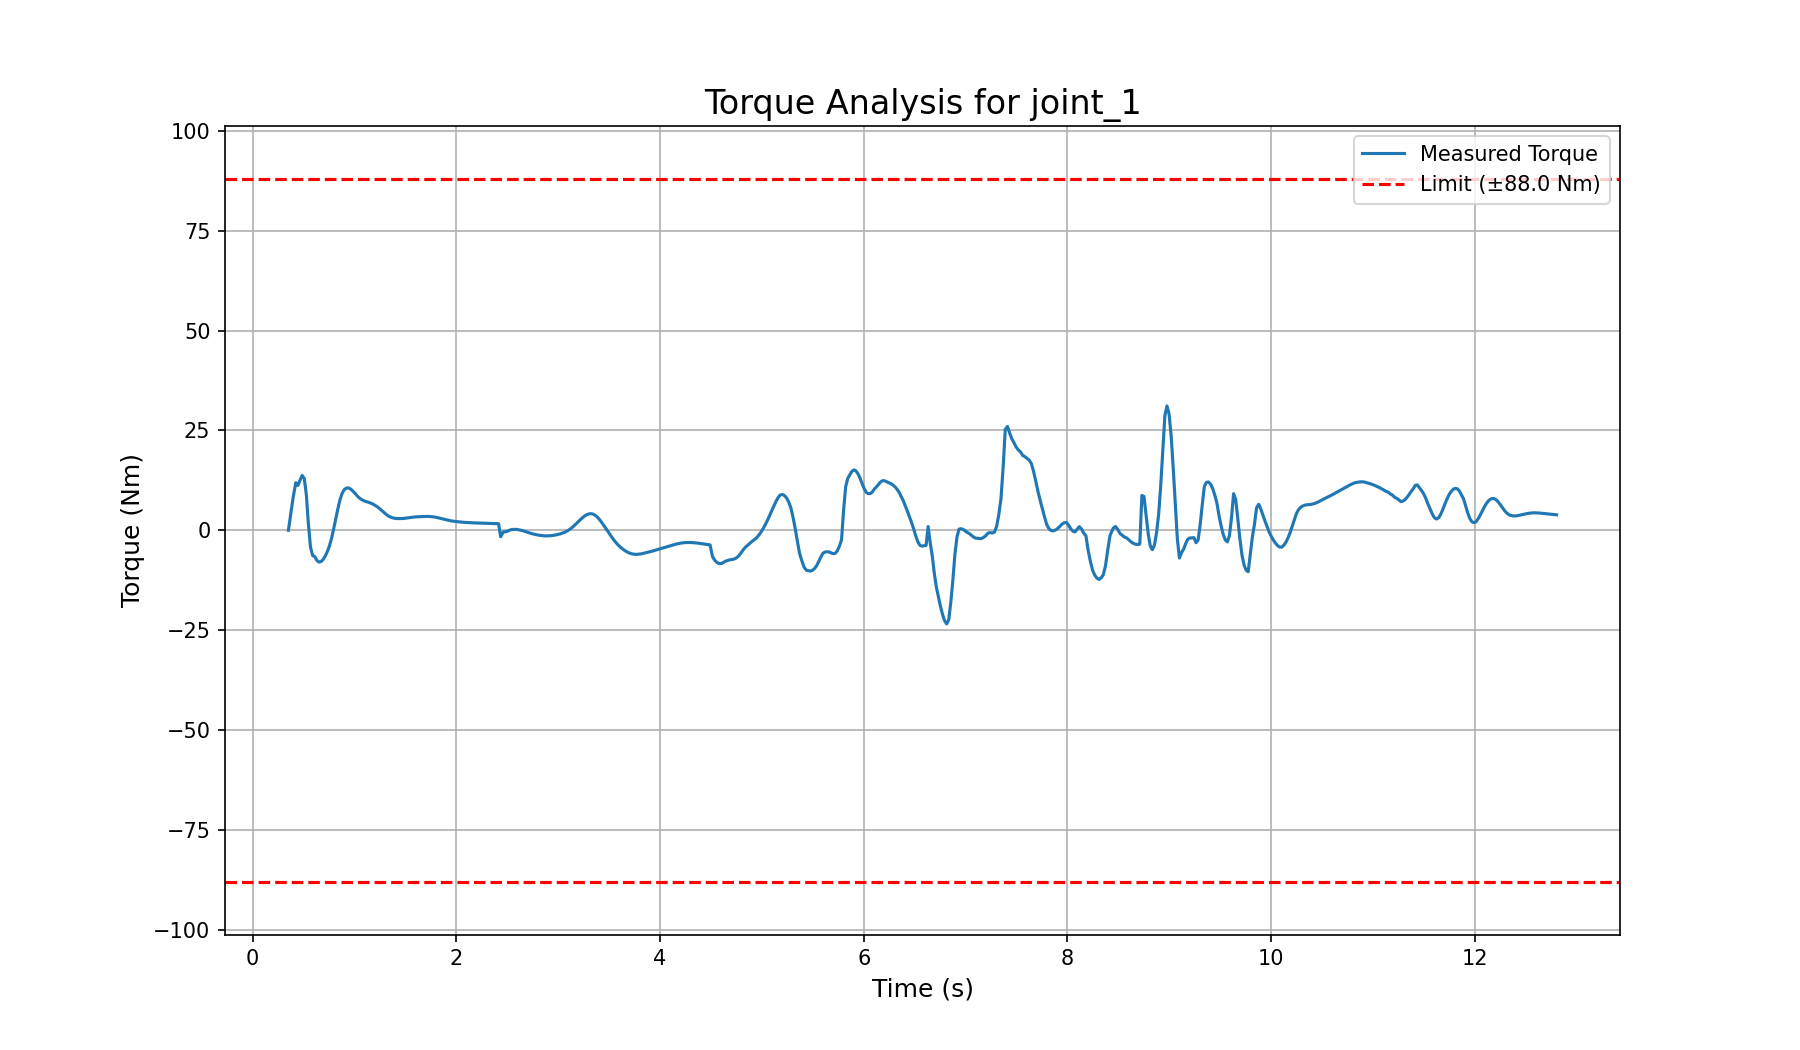 Torque Analysis for joint_1
Measured Torque
Limit (±88.0 Nm)
Torque (Nm)
100
75
50
25
0
−25
−50
−75
−100
0 2 4 6 8 10 12
Time (s)